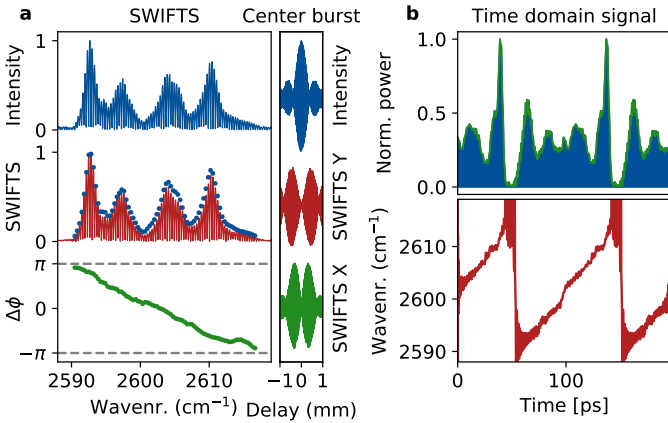 a SWIFTS Center burst b Time domain signal
Intensity
1
0
Intensity
SWIFTS
1
0
SWIFTS Y
Δϕ
π
0
−π
SWIFTS X
2590 2600 2610
Wavenr. (cm⁻¹)
−1 0 1
Delay (mm)
Norm. power
1.0
0.5
0.0
Wavenr. (cm⁻¹)
2610
2600
2590
0 100
Time [ps]